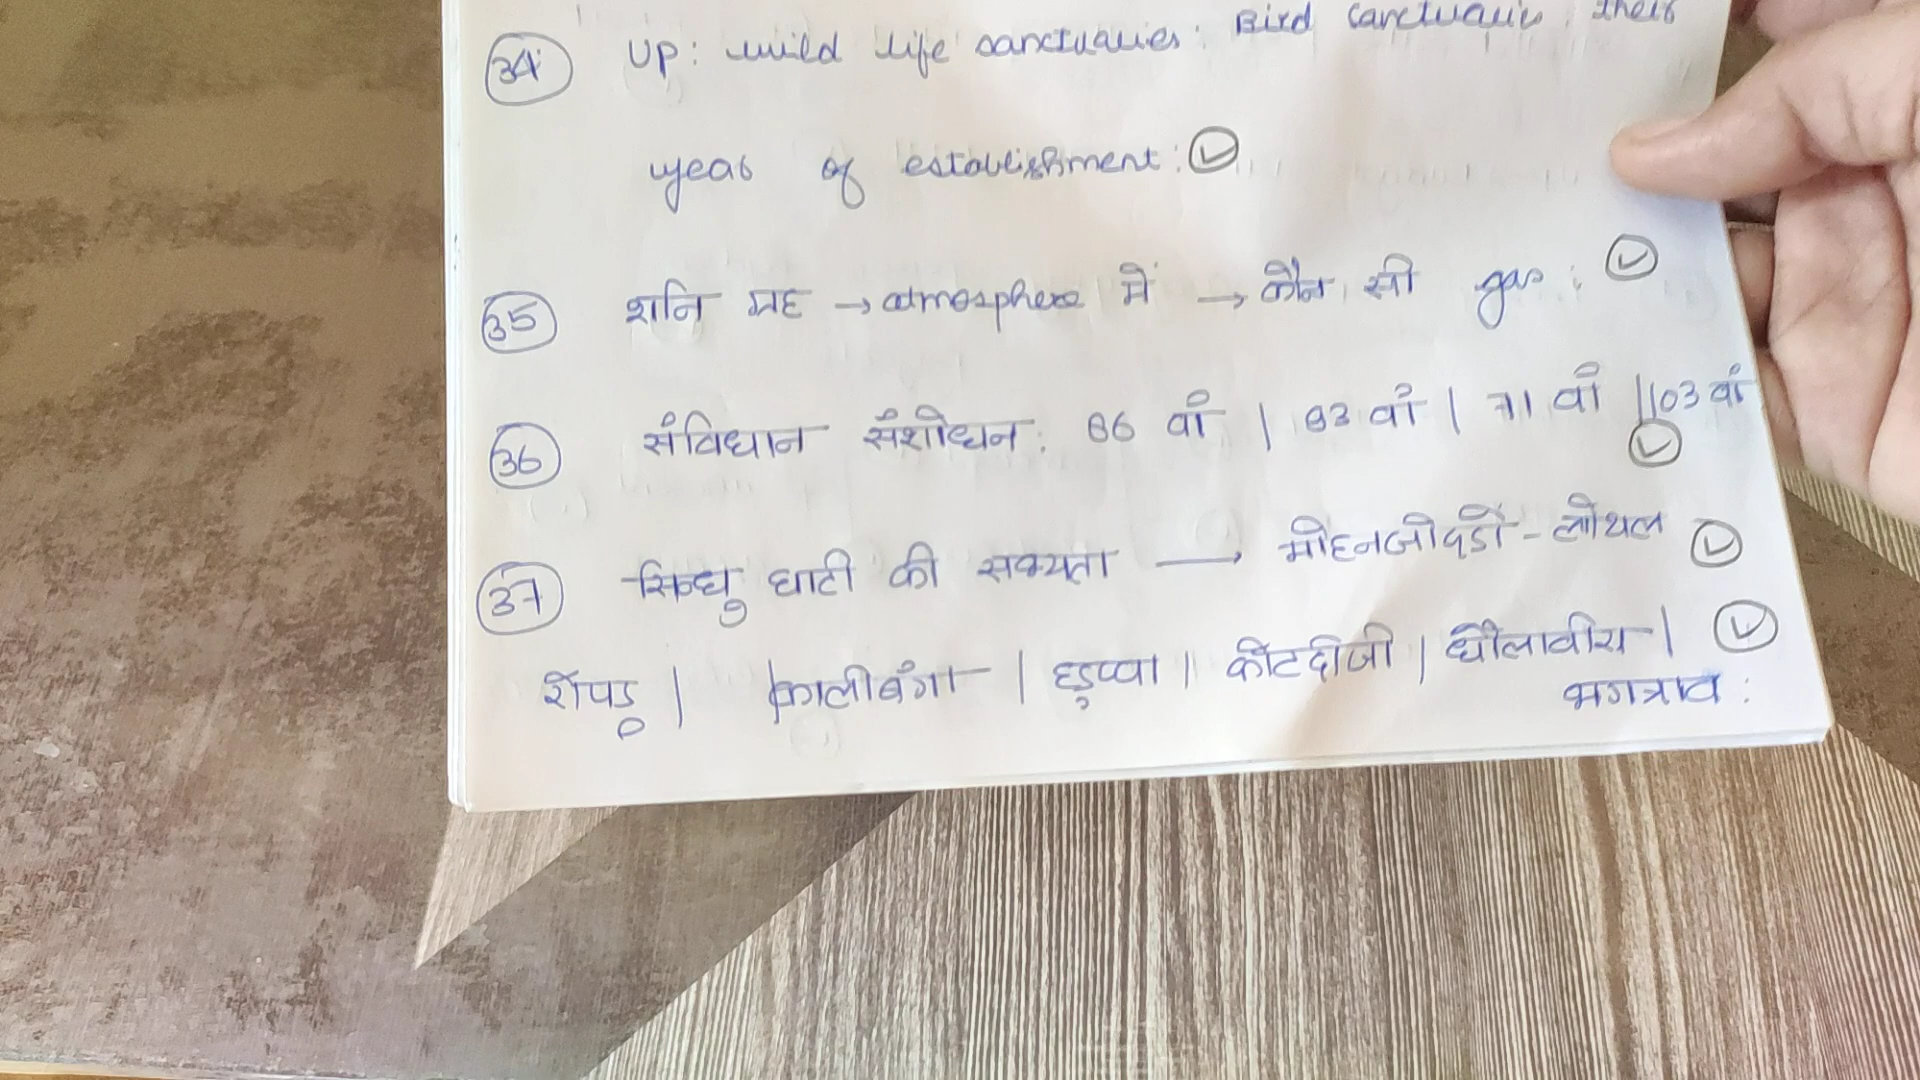 34 UP: wild life sanctuaries: Bird sanctuaries, their
year of establishment:
35 शनि ग्रह → atmosphere में → कौन सी gas:
36 संविधान संशोधन: 86 वाँ | 93 वाँ | 71 वाँ | 103 वाँ
37 सिन्धु घाटी की सभ्यता → मोहनजोदड़ो - लोथल
रोपड़ | कालीबंगा | हड़प्पा | कोटदीजी | धौलावीरा |
भगत्राव: